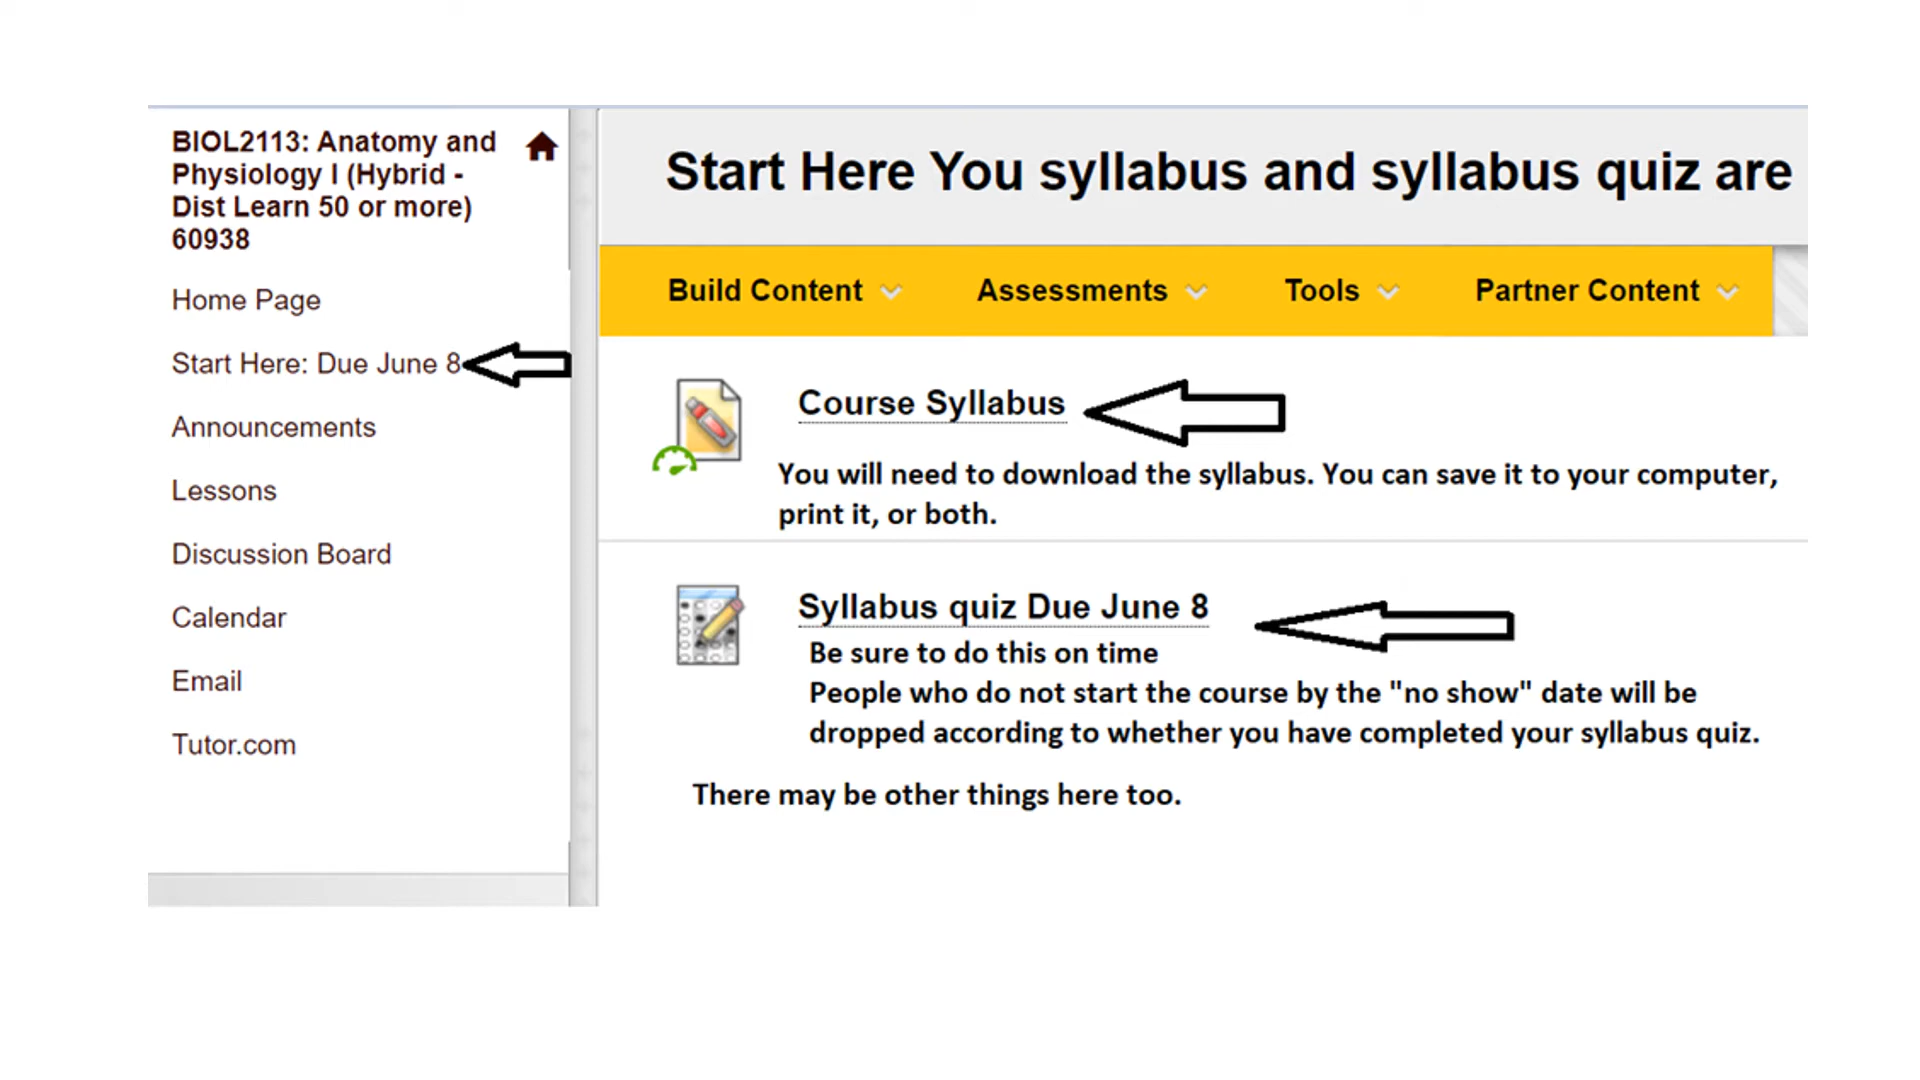 BIOL2113: Anatomy and
Physiology I (Hybrid -
Dist Learn 50 or more)
60938
Home Page
Start Here: Due June 8
Announcements
Lessons
Discussion Board
Calendar
Email
Tutor.com
Start Here You syllabus and syllabus quiz are
Build Content Assessments Tools Partner Content
Course Syllabus
You will need to download the syllabus. You can save it to your computer,
print it, or both.
Syllabus quiz Due June 8
Be sure to do this on time
People who do not start the course by the "no show" date will be
dropped according to whether you have completed your syllabus quiz.
There may be other things here too.